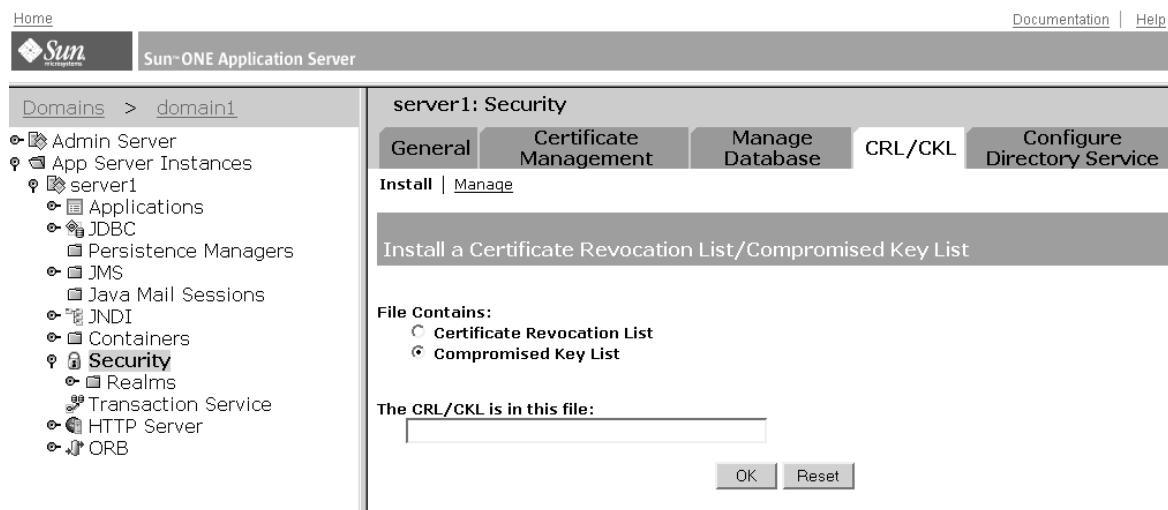 Home
Documentation | Help
Sun
microsystems
Sun™ ONE Application Server
Domains > domain1
Admin Server
App Server Instances
server1
Applications
JDBC
Persistence Managers
JMS
Java Mail Sessions
JNDI
Containers
Security
Realms
Transaction Service
HTTP Server
ORB
server1: Security
General
Certificate Management
Manage Database
CRL/CKL
Configure Directory Service
Install | Manage
Install a Certificate Revocation List/Compromised Key List
File Contains:
Certificate Revocation List
Compromised Key List
The CRL/CKL is in this file:
OK
Reset